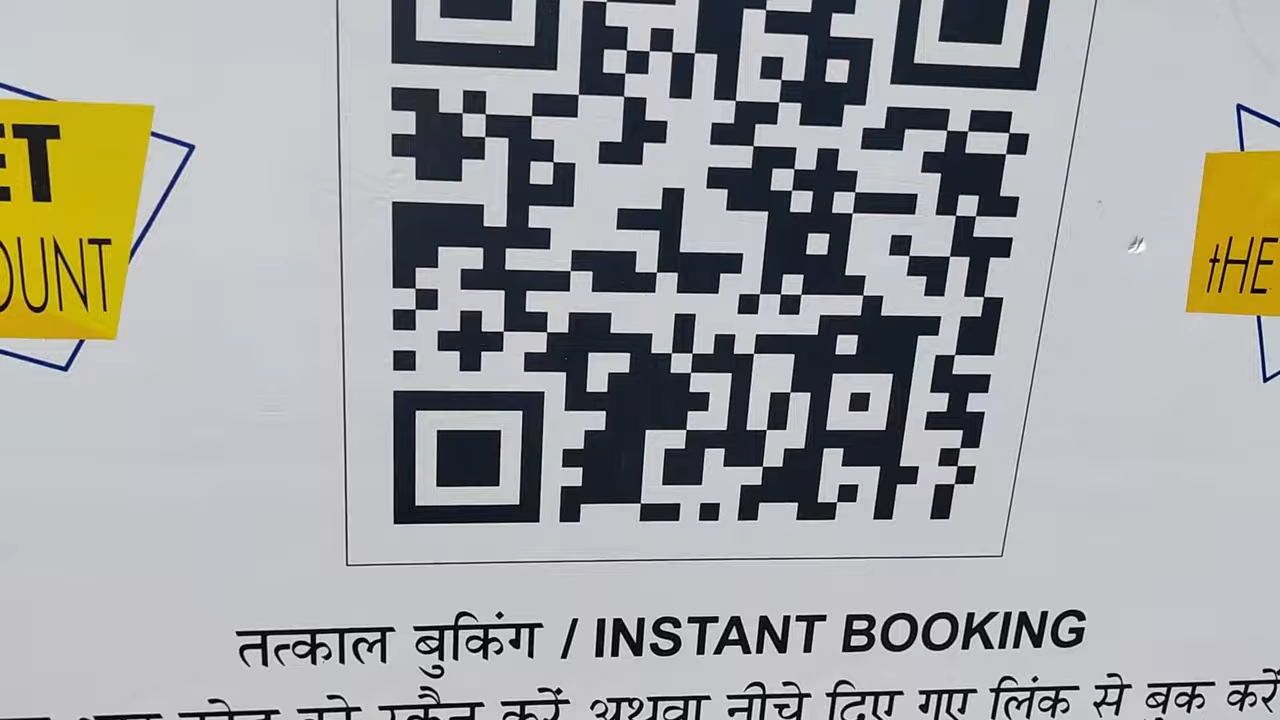 ET
OUNT
tHE
तत्काल बुकिंग / INSTANT BOOKING
को स्कैन करें अथवा नीचे दिए गए लिंक से बुक करें